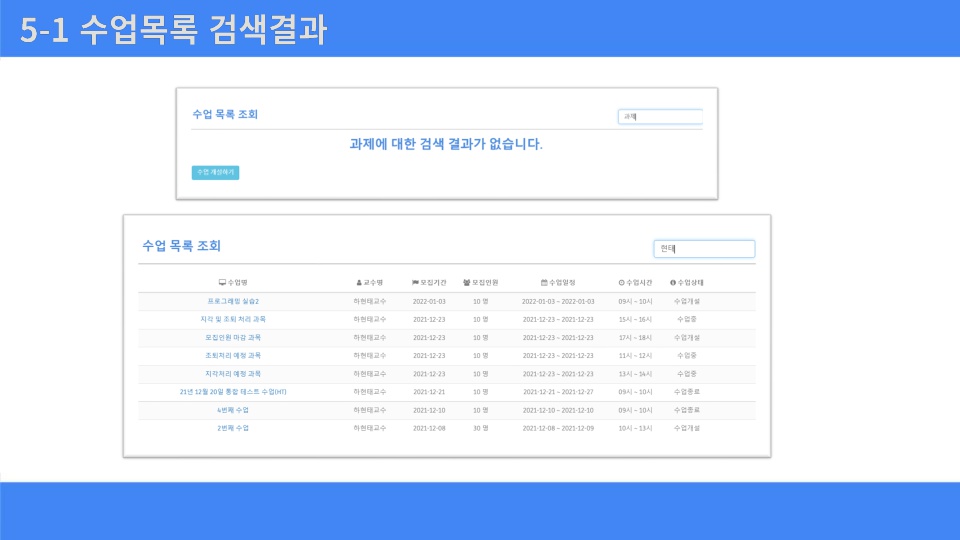 5-1 수업목록 검색결과
수업 목록 조회
과제
과제에 대한 검색 결과가 없습니다.
수업 개설하기
수업 목록 조회
현태
수업명 교수명 모집기간 모집인원 수업일정 수업시간 수업상태
프로그래밍 실습2 하현태교수 2022-01-03 10 명 2022-01-03 ~ 2022-01-03 09시 ~ 10시 수업개설
지각 및 조퇴 처리 과목 하현태교수 2021-12-23 10 명 2021-12-23 ~ 2021-12-23 15시 ~ 16시 수업중
모집인원 마감 과목 하현태교수 2021-12-23 10 명 2021-12-23 ~ 2021-12-23 17시 ~ 18시 수업개설
조퇴처리 예정 과목 하현태교수 2021-12-23 10 명 2021-12-23 ~ 2021-12-23 11시 ~ 12시 수업중
지각처리 예정 과목 하현태교수 2021-12-23 10 명 2021-12-23 ~ 2021-12-23 13시 ~ 14시 수업중
21년 12월 20일 통합 테스트 수업(HT) 하현태교수 2021-12-21 10 명 2021-12-21 ~ 2021-12-27 09시 ~ 10시 수업종료
4번째 수업 하현태교수 2021-12-10 10 명 2021-12-10 ~ 2021-12-10 09시 ~ 10시 수업종료
2번째 수업 하현태교수 2021-12-08 30 명 2021-12-08 ~ 2021-12-09 10시 ~ 13시 수업개설